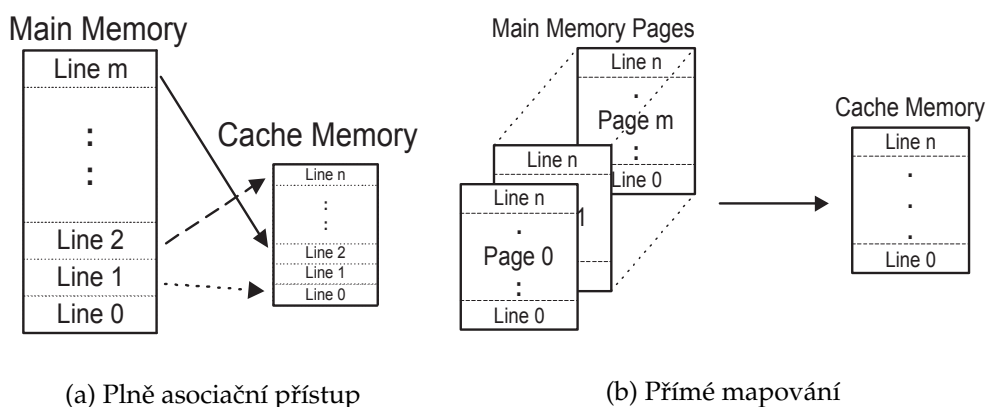 Main Memory
Line m
:
:
Line 2
Line 1
Line 0
Cache Memory
Line n
:
:
Line 2
Line 1
Line 0
(a) Plně asociační přístup
Main Memory Pages
Line n
.
Page m
:
Line 0
Line n
1
Line n
.
Page 0
:
Line 0
Cache Memory
Line n
.
.
.
Line 0
(b) Přímé mapování